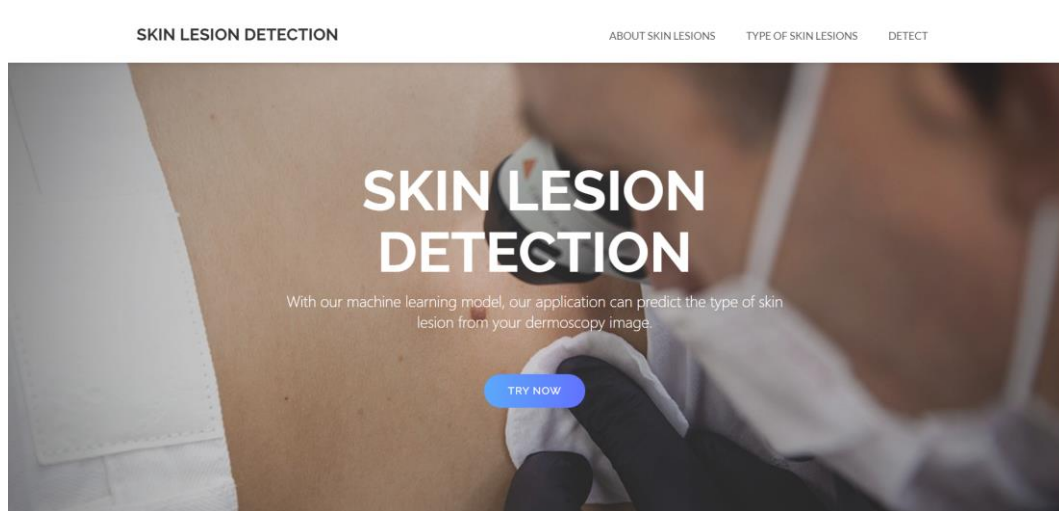 SKIN LESION DETECTION
ABOUT SKIN LESIONS
TYPE OF SKIN LESIONS
DETECT
SKIN LESION
DETECTION
With our machine learning model, our application can predict the type of skin
lesion from your dermoscopy image.
TRY NOW